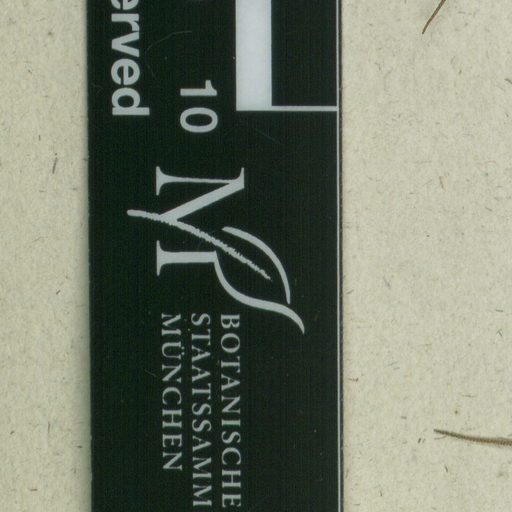 erved
10
BOTANISCHE
STAATSSAMM
MÜNCHEN